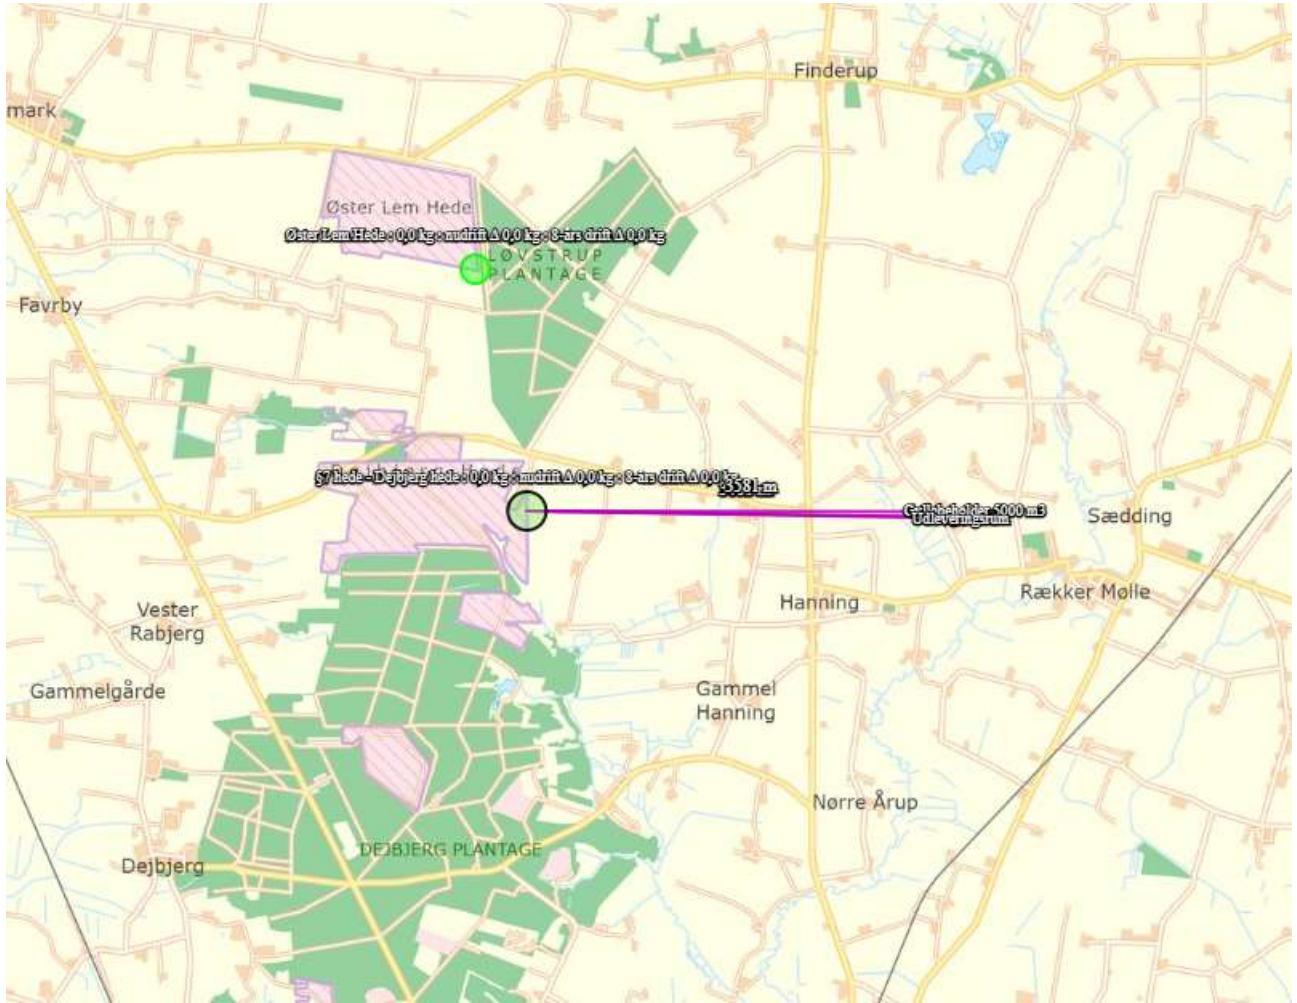 Finderup
mark
Øster Lem Hede
Øster Lem Hede : 0,0 kg - nudrift Δ 0,0 kg : 8-års drift Δ 0,0 kg
LØVSTRUP
PLANTAGE
Favrby
§7 hede - Dejbjerg hede : 0,0 kg - nudrift Δ 0,0 kg : 8-års drift Δ 0,0 kg
3581 m
Gyllebeholder 5000 m3
Udleveringsrum
Sædding
Hanning
Rækker Mølle
Vester
Rabjerg
Gammelgårde
Gammel
Hanning
Nørre Årup
DEJBJERG PLANTAGE
Dejbjerg